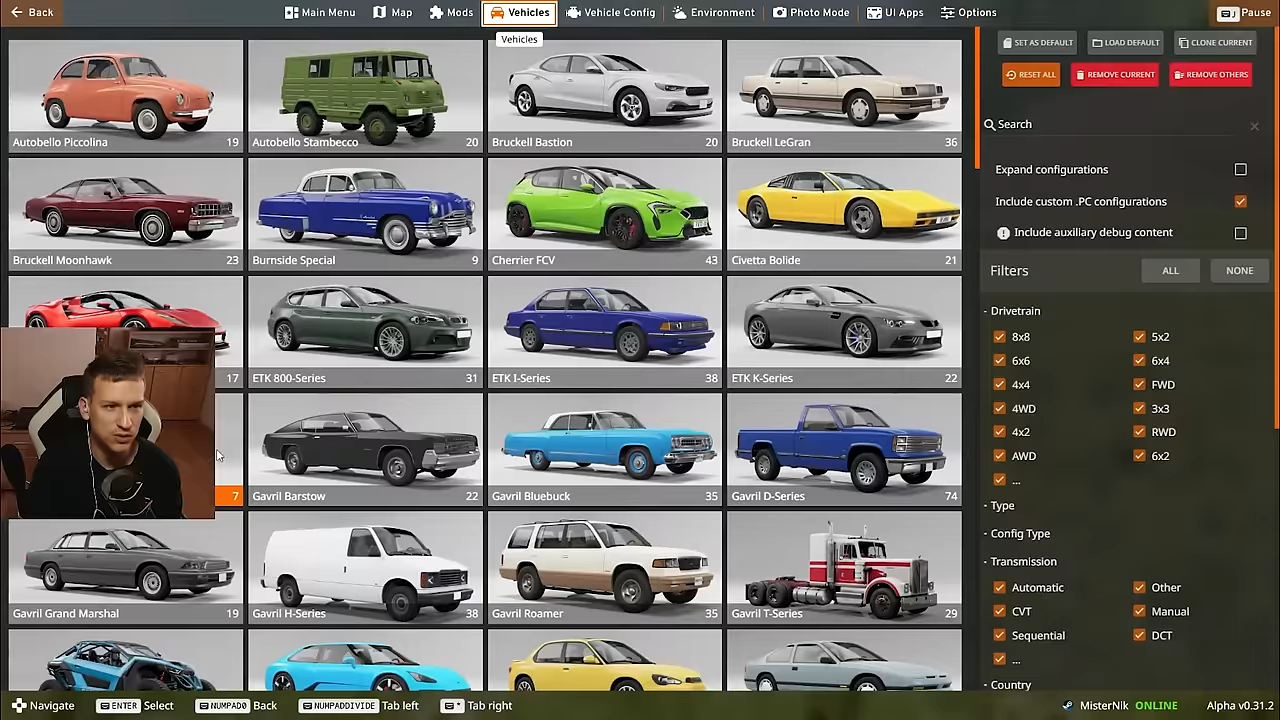 Back
Main Menu
Map
Mods
Vehicles
Vehicle Config
Environment
Photo Mode
UI Apps
Options
Pause
Vehicles
SET AS DEFAULT
LOAD DEFAULT
CLONE CURRENT
RESET ALL
REMOVE CURRENT
REMOVE OTHERS
Search
Expand configurations
Include custom .PC configurations
Include auxiliary debug content
Filters
ALL
NONE
- Drivetrain
8x8
5x2
6x6
6x4
4x4
FWD
4WD
3x3
4x2
RWD
AWD
6x2
...
- Type
- Config Type
- Transmission
Automatic
Other
CVT
Manual
Sequential
DCT
...
- Country
Autobello Piccolina 19
Autobello Stambecco 20
Bruckell Bastion 20
Bruckell LeGran 36
Bruckell Moonhawk 23
Burnside Special 9
Cherrier FCV 43
Civetta Bolide 21
17
ETK 800-Series 31
ETK I-Series 38
ETK K-Series 22
7
Gavril Barstow 22
Gavril Bluebuck 35
Gavril D-Series 74
Gavril Grand Marshal 19
Gavril H-Series 38
Gavril Roamer 35
Gavril T-Series 29
Navigate
ENTER Select
NUMPAD0 Back
NUMPADDIVIDE Tab left
Tab right
MisterNIk ONLINE
Alpha v0.31.2